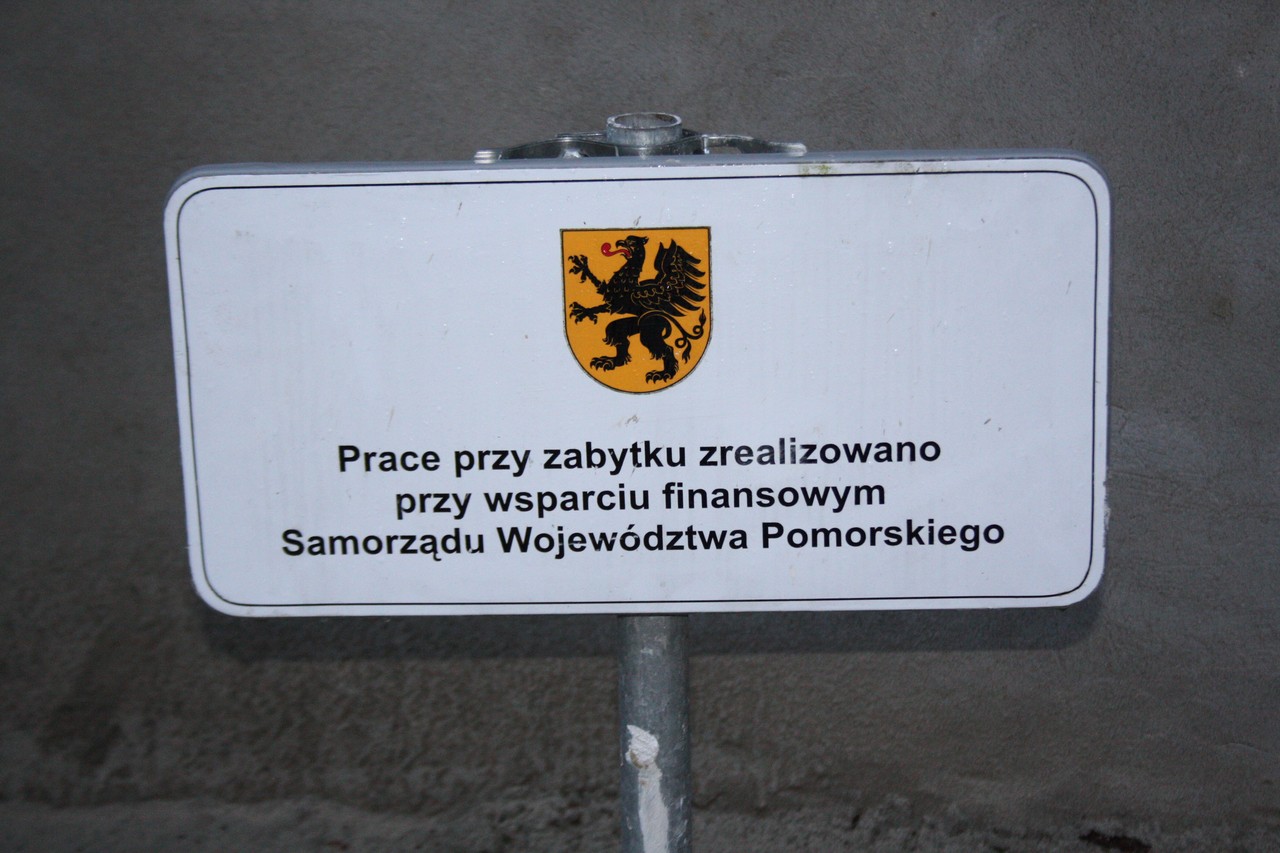 Prace przy zabytku zrealizowano
przy wsparciu finansowym
Samorządu Województwa Pomorskiego